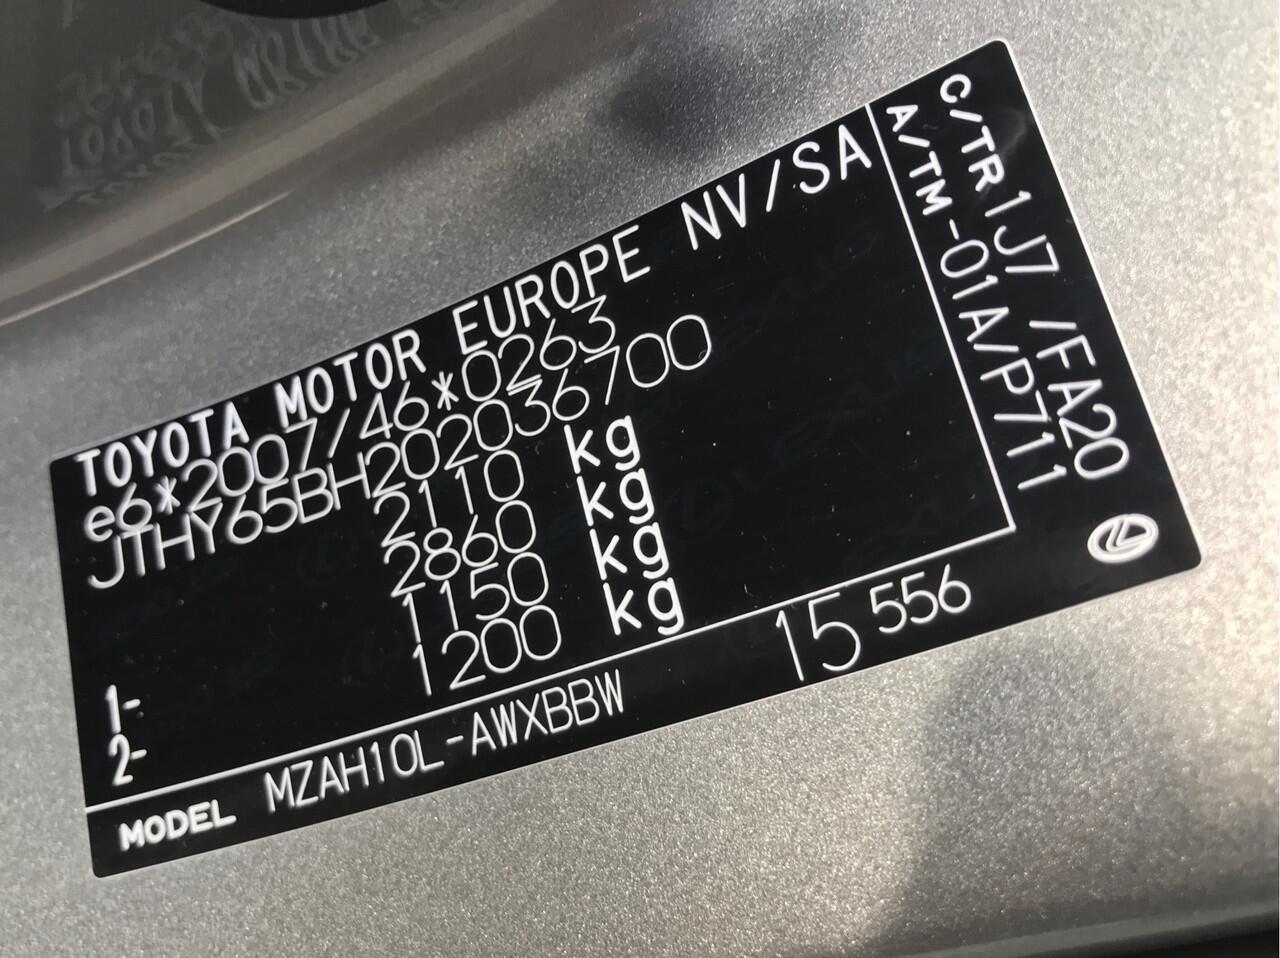 TOYOTA MOTOR EUROPE NV/SA
e6*2007/46*0263
JTHY65BH202036700
2110 kg
2860 kg
1- 1150 kg
2- 1200 kg
MODEL MZAH10L-AWXBBW
15 556
C/TR 1J7 /FA20
A/TM -01A/P711